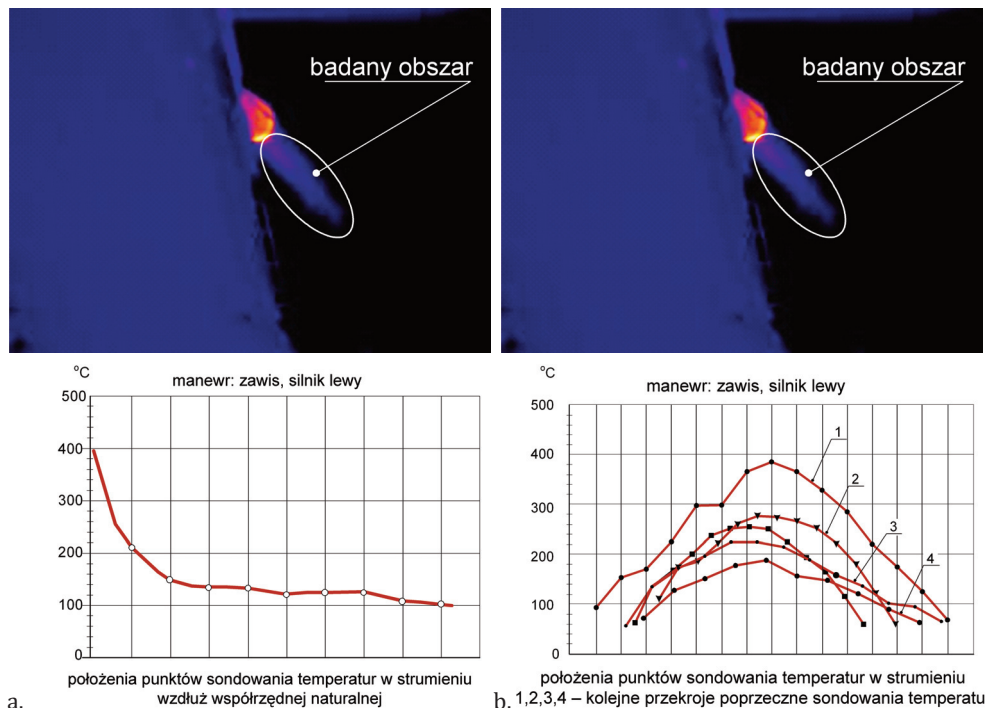 badany obszar
badany obszar
°C
manewr: zawis, silnik lewy
500
400
300
200
100
0
położenia punktów sondowania temperatur w strumieniu
wzdłuż współrzędnej naturalnej
a.
°C
manewr: zawis, silnik lewy
500
400
300
200
100
0
1
2
3
4
położenia punktów sondowania temperatur w strumieniu
b. 1,2,3,4 – kolejne przekroje poprzeczne sondowania temperatu